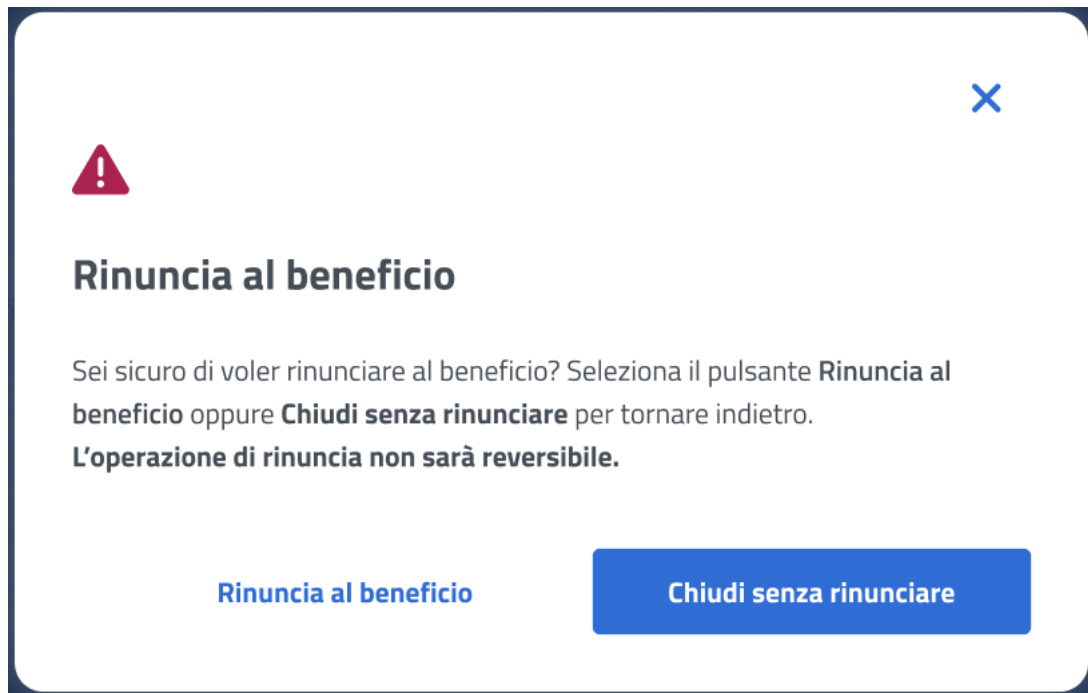 Rinuncia al beneficio
Sei sicuro di voler rinunciare al beneficio? Seleziona il pulsante Rinuncia al
beneficio oppure Chiudi senza rinunciare per tornare indietro.
L’operazione di rinuncia non sarà reversibile.
Rinuncia al beneficio
Chiudi senza rinunciare